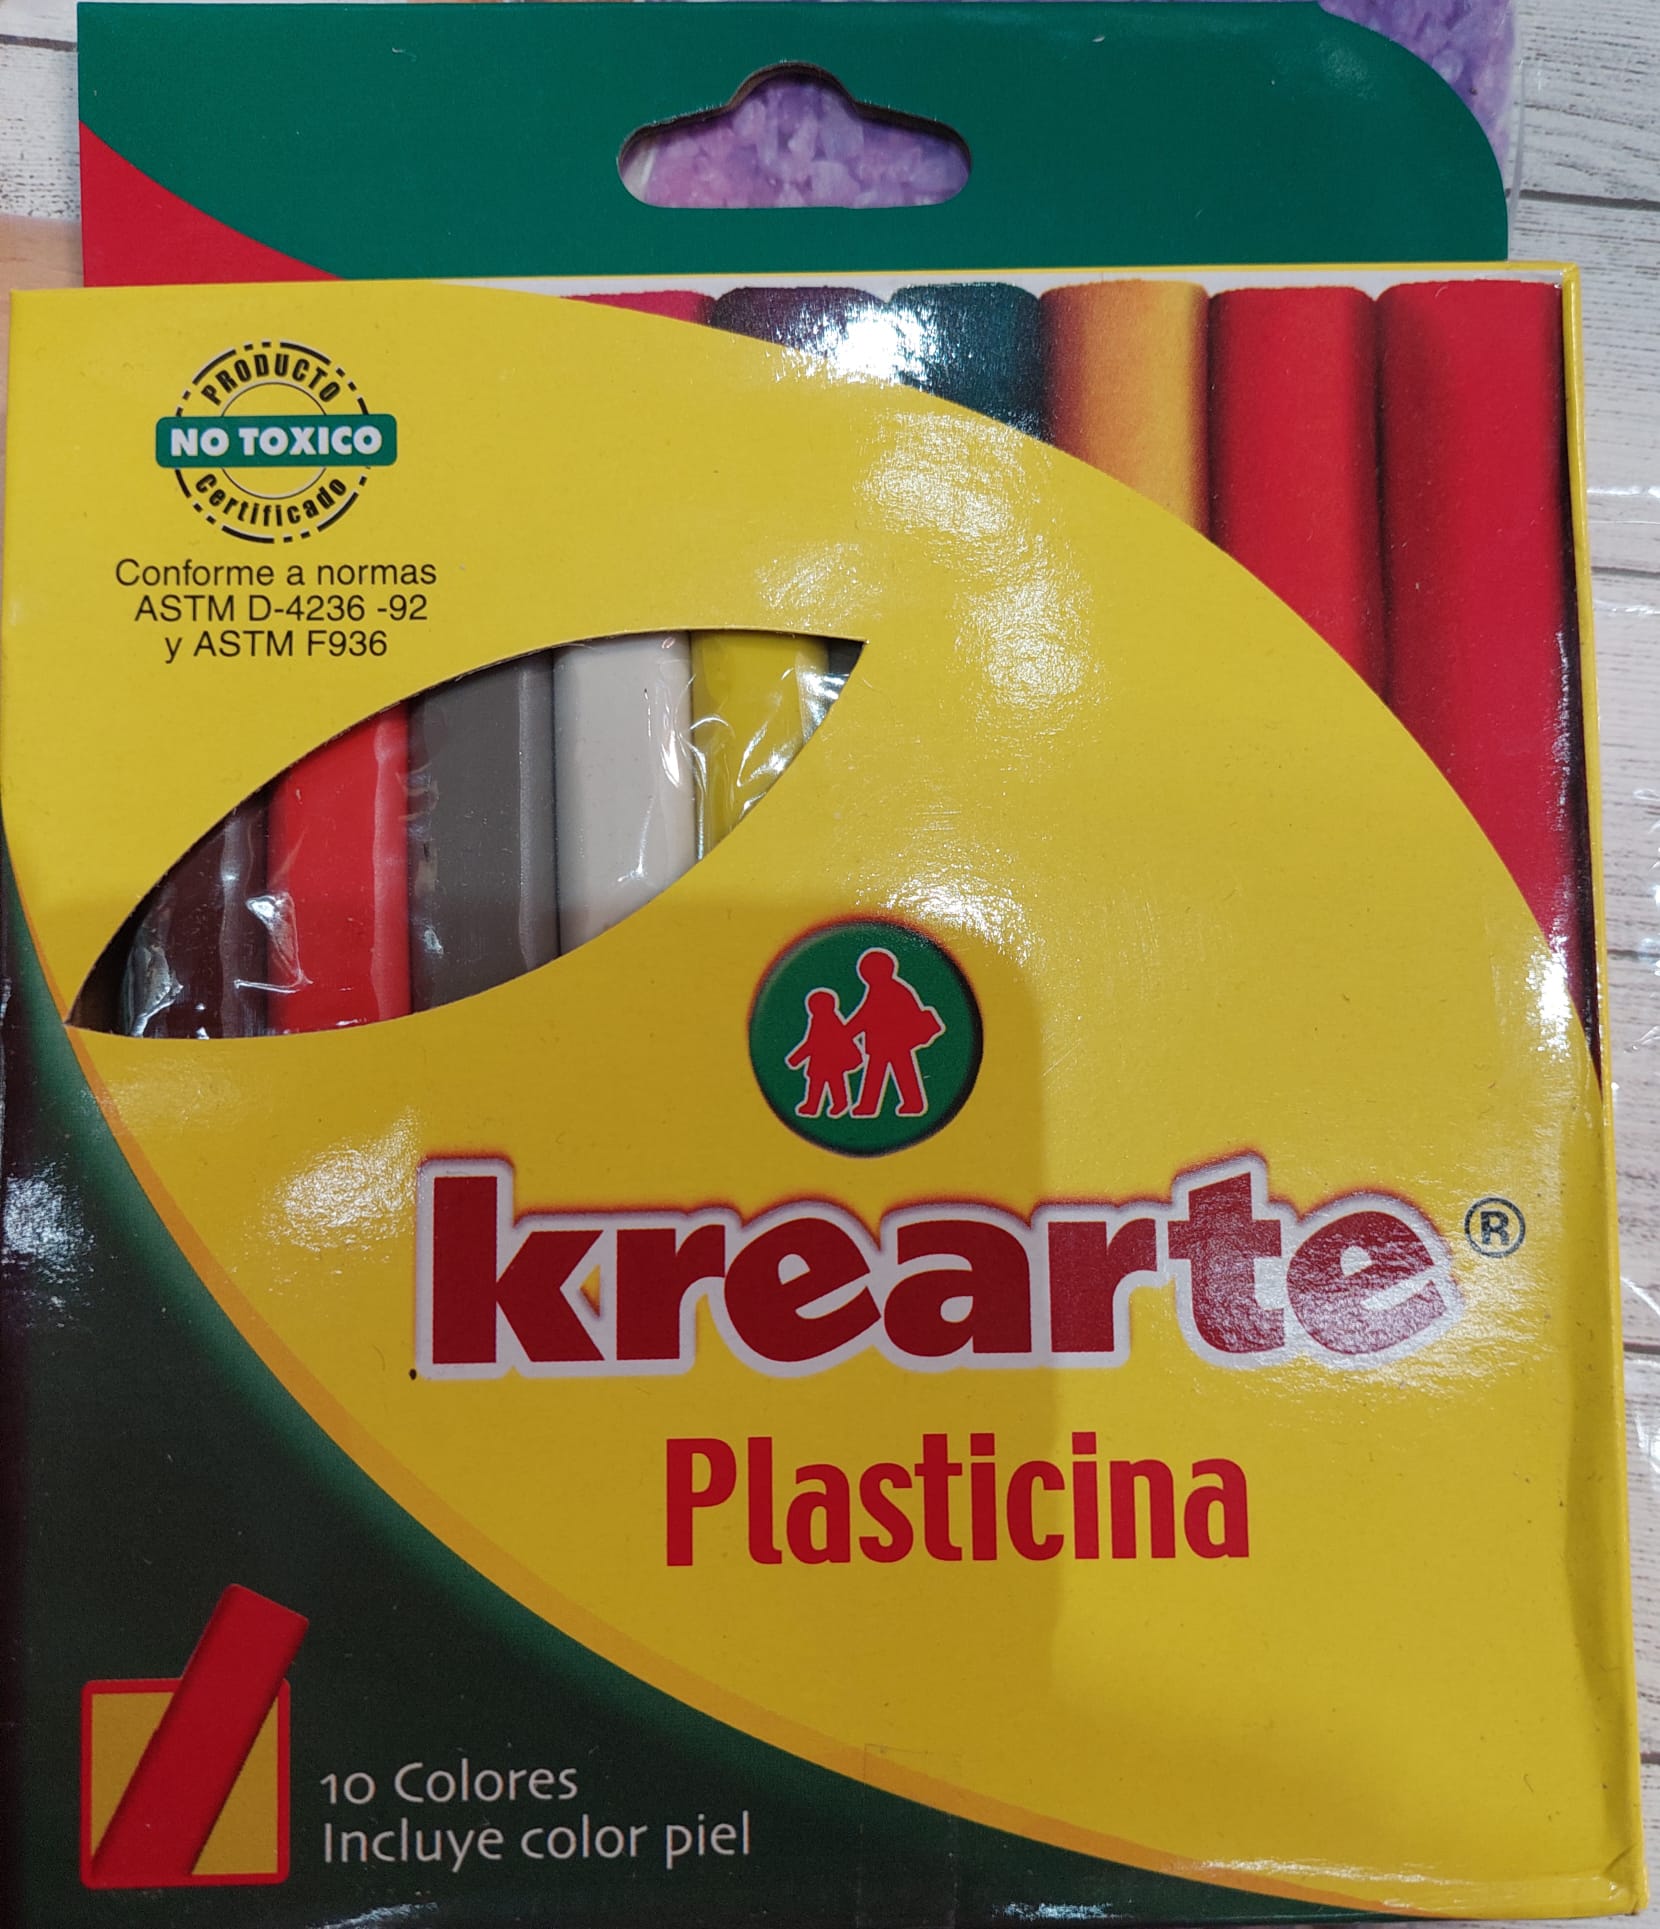 PRODUCTO
NO TOXICO
Certificado
Conforme a normas
ASTM D-4236 -92
y ASTM F936
krearte®
Plasticina
10 Colores
Incluye color piel